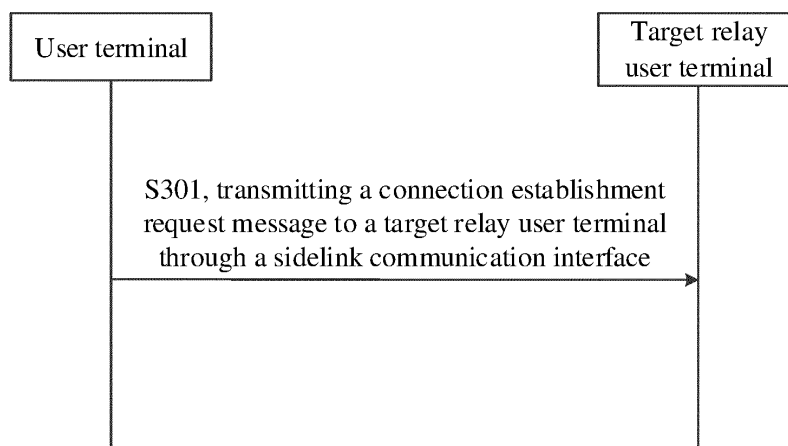 User terminal
Target relay
user terminal
S301, transmitting a connection establishment
request message to a target relay user terminal
through a sidelink communication interface